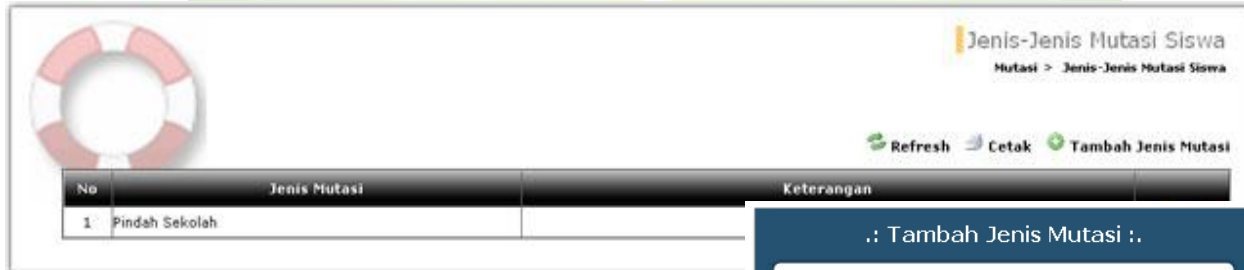 Jenis-Jenis Mutasi Siswa
Mutasi > Jenis-Jenis Mutasi Siswa
Refresh Cetak Tambah Jenis Mutasi
No Jenis Mutasi Keterangan
1 Pindah Sekolah
.: Tambah Jenis Mutasi :.